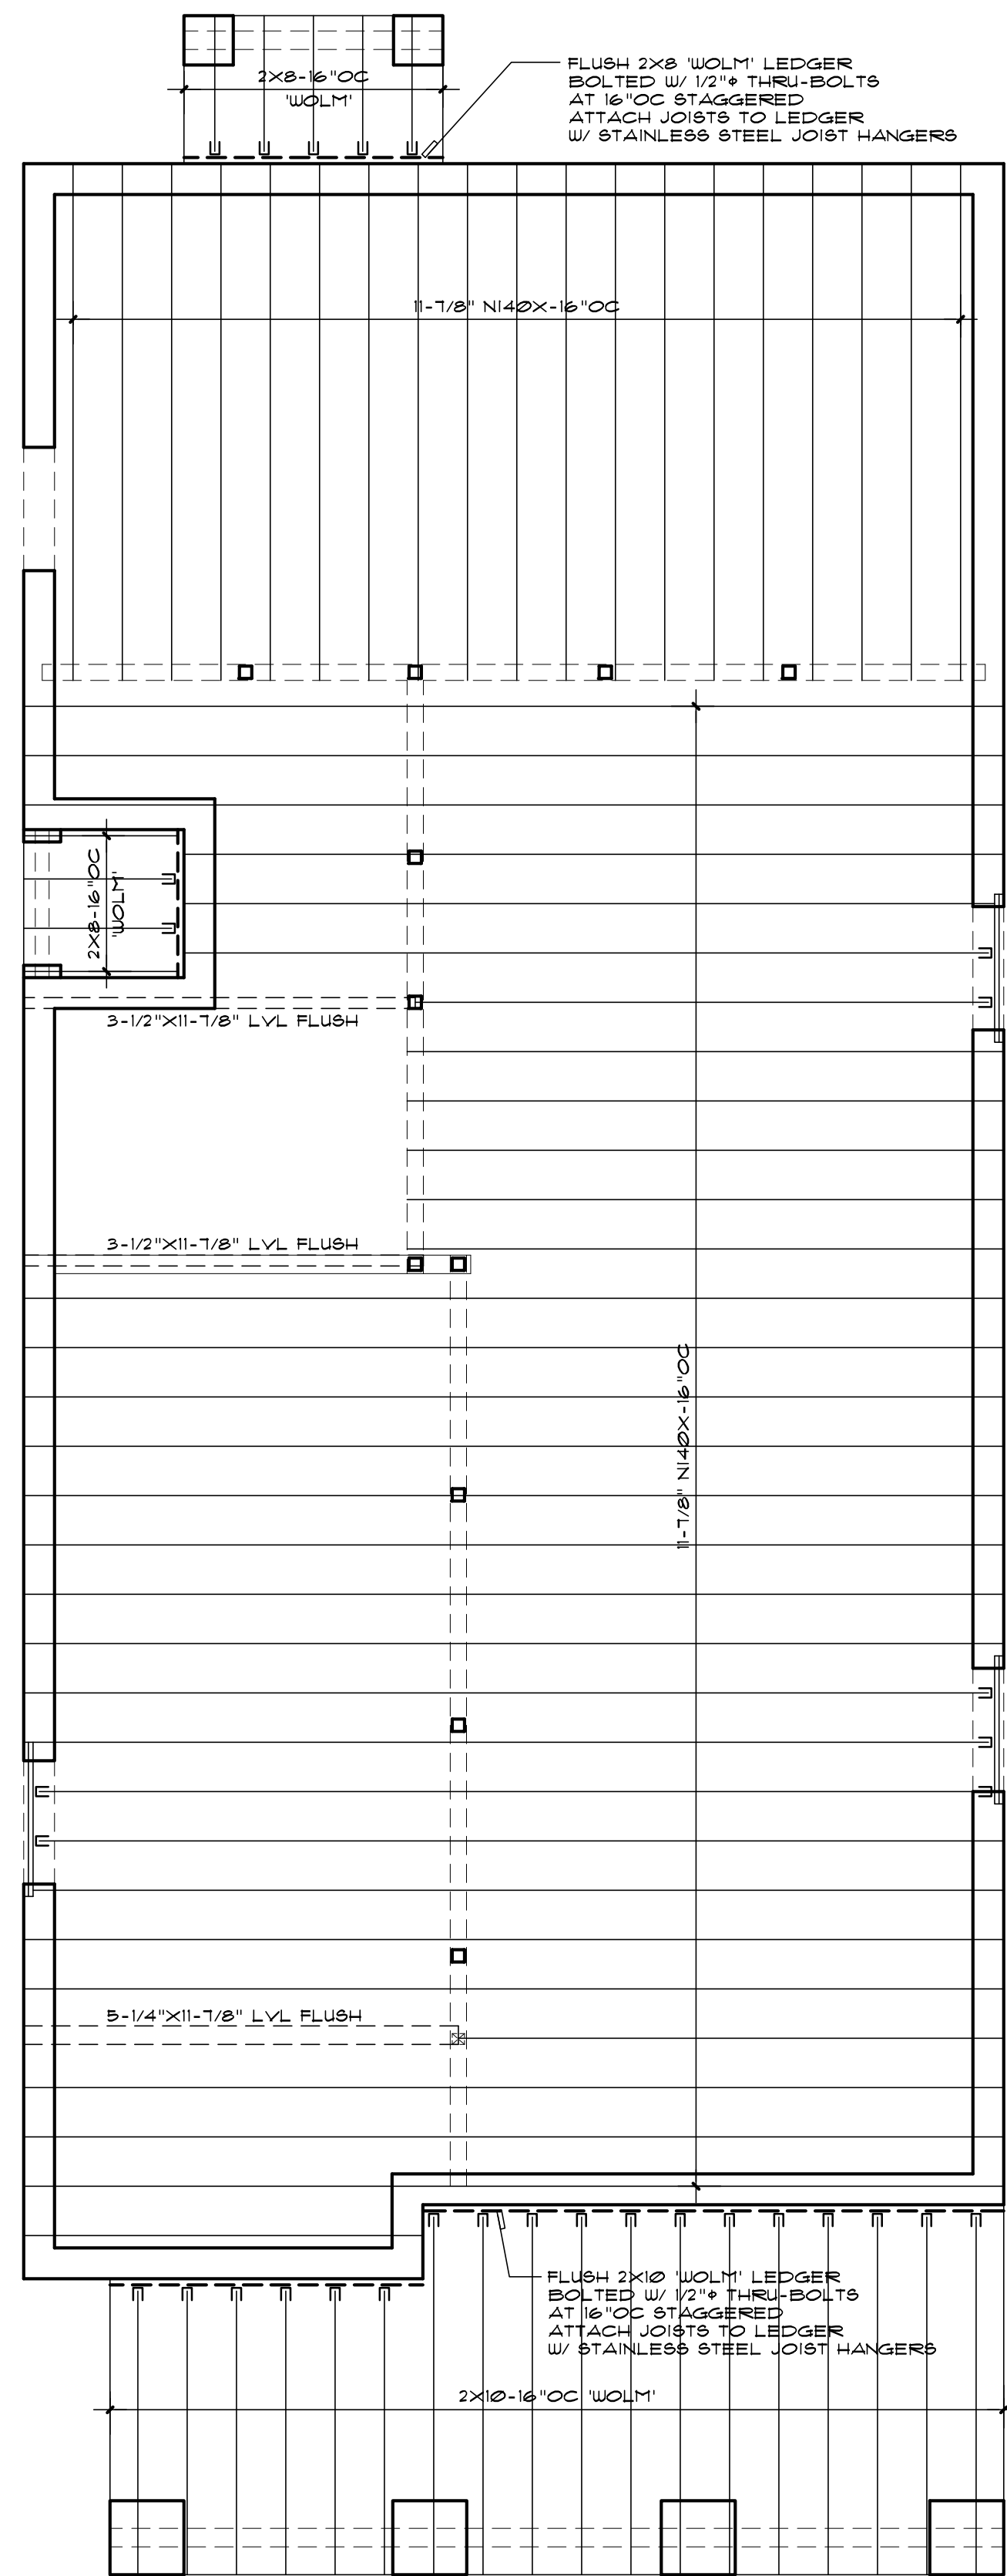 2X8-16"OC
'WOLM'
FLUSH 2X8 'WOLM' LEDGER
BOLTED W/ 1/2"Φ THRU-BOLTS
AT 16"OC STAGGERED
ATTACH JOISTS TO LEDGER
W/ STAINLESS STEEL JOIST HANGERS
11-7/8" NI40X-16"OC
2X8-16"OC
'WOLM'
3-1/2"X11-7/8" LVL FLUSH
3-1/2"X11-7/8" LVL FLUSH
11-7/8" NI40X-16"OC
5-1/4"X11-7/8" LVL FLUSH
FLUSH 2X10 'WOLM' LEDGER
BOLTED W/ 1/2"Φ THRU-BOLTS
AT 16"OC STAGGERED
ATTACH JOISTS TO LEDGER
W/ STAINLESS STEEL JOIST HANGERS
2X10-16"OC 'WOLM'